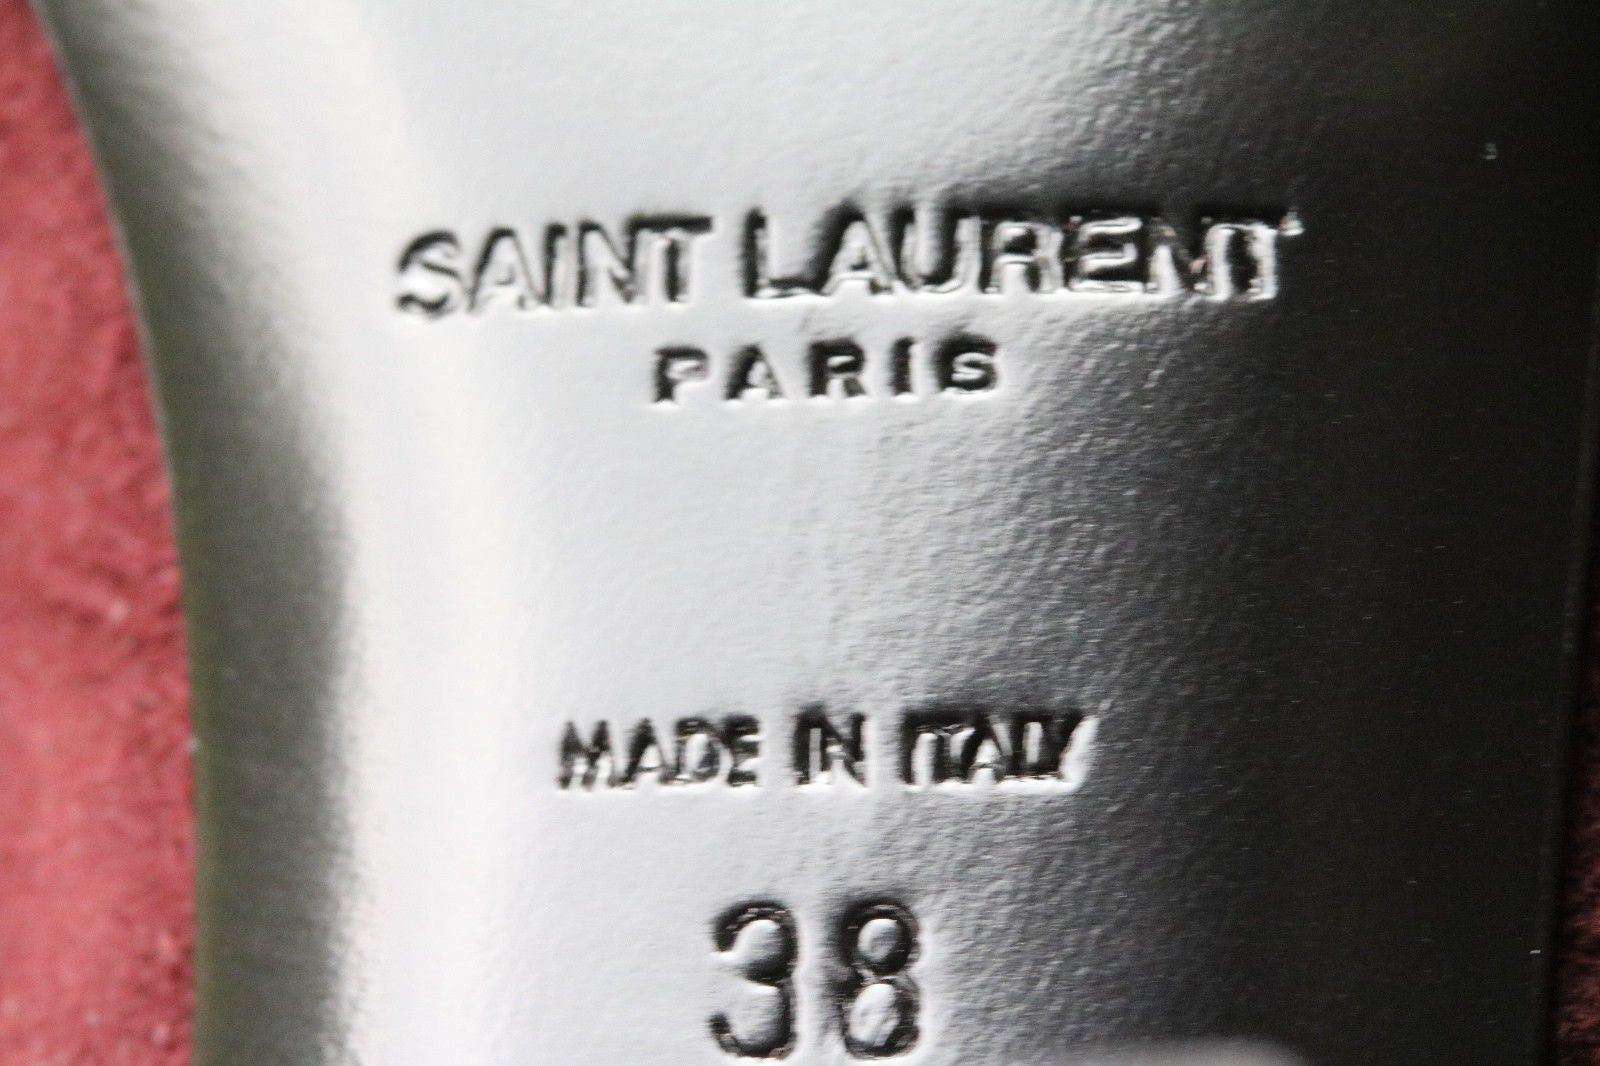 SAINT LAURENT
PARIS
MADE IN ITALY
38